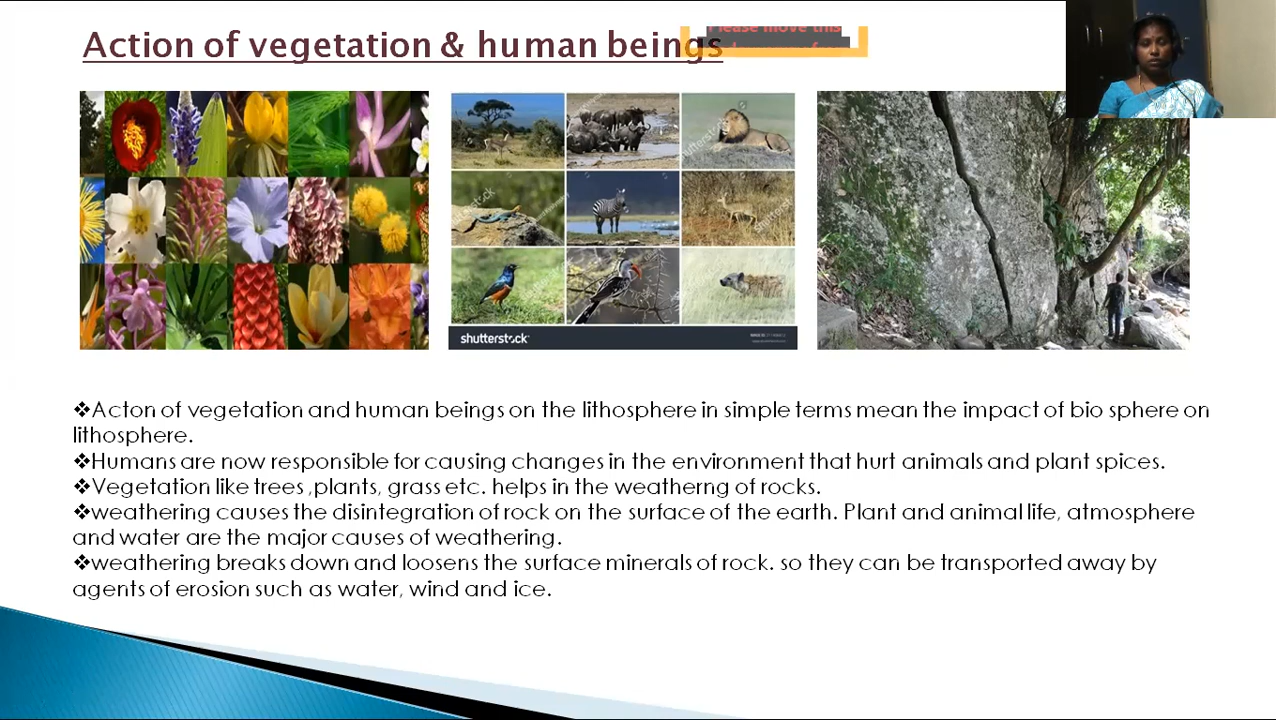 Action of vegetation & human beings
Please move this
shutterstock
❖Acton of vegetation and human beings on the lithosphere in simple terms mean the impact of bio sphere on
lithosphere.
❖Humans are now responsible for causing changes in the environment that hurt animals and plant spices.
❖Vegetation like trees ,plants, grass etc. helps in the weatherng of rocks.
❖weathering causes the disintegration of rock on the surface of the earth. Plant and animal life, atmosphere
and water are the major causes of weathering.
❖weathering breaks down and loosens the surface minerals of rock. so they can be transported away by
agents of erosion such as water, wind and ice.